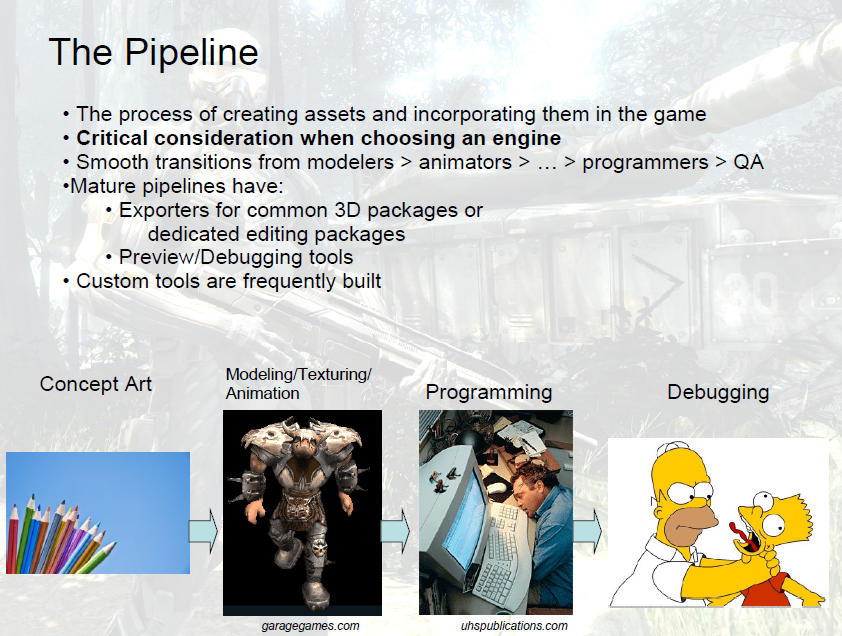 The Pipeline
• The process of creating assets and incorporating them in the game
• Critical consideration when choosing an engine
• Smooth transitions from modelers > animators > … > programmers > QA
•Mature pipelines have:
• Exporters for common 3D packages or
dedicated editing packages
• Preview/Debugging tools
• Custom tools are frequently built
Concept Art
Modeling/Texturing/
Animation
Programming
Debugging
garagegames.com
uhspublications.com